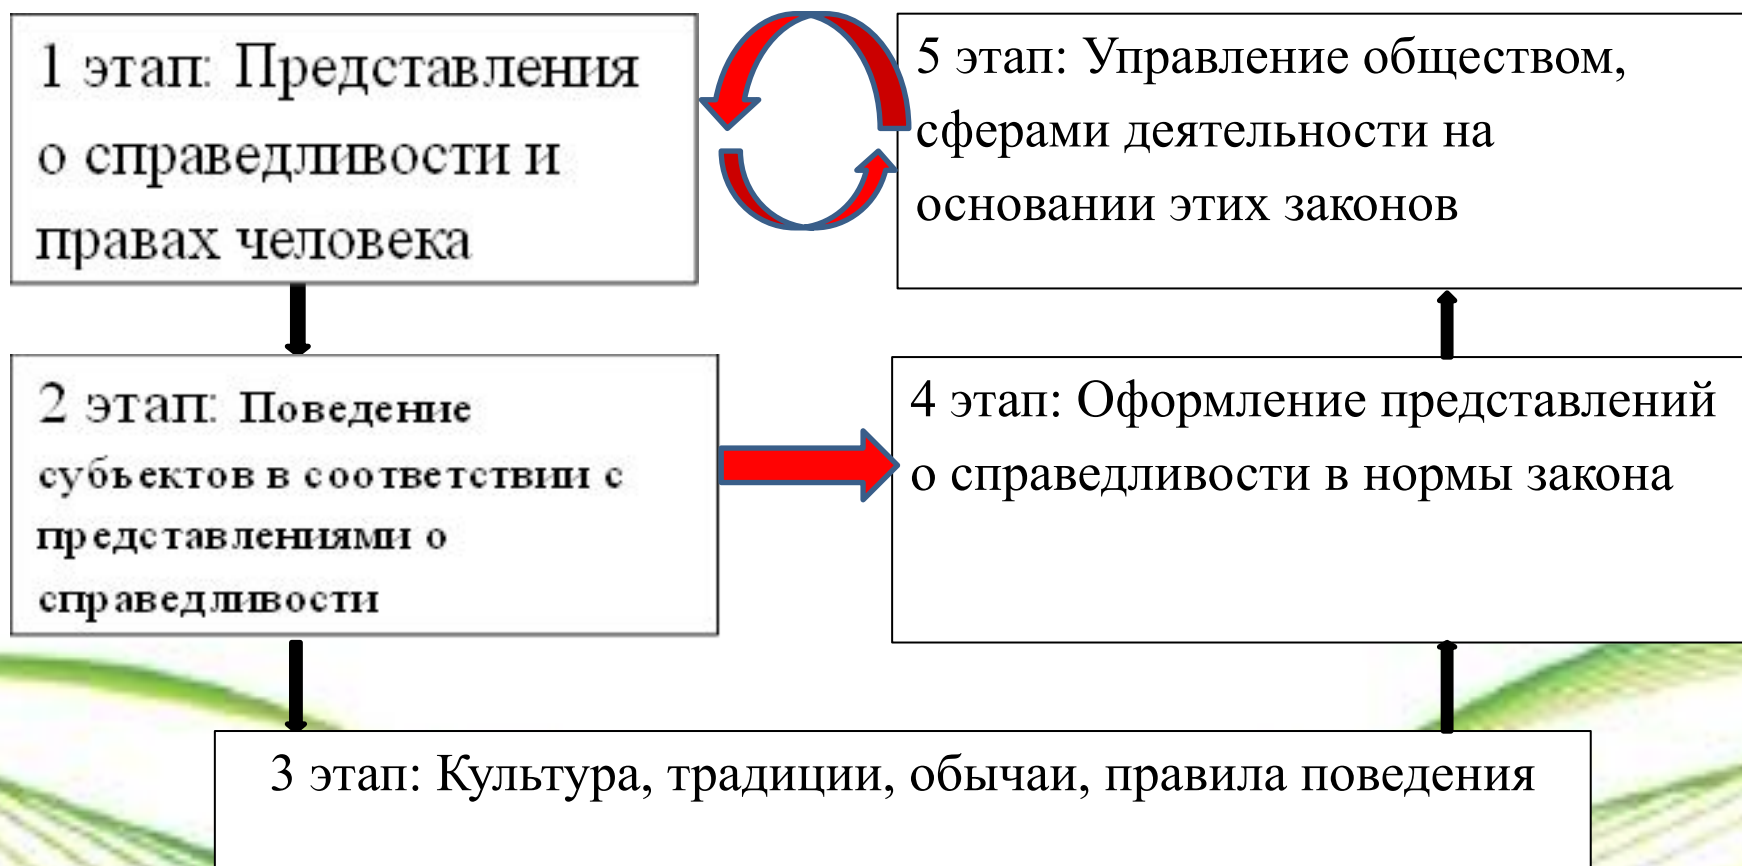 1 этап: Представления
о справедливости и
правах человека
2 этап: Поведение
субъектов в соответствии с
представлениями о
справедливости
3 этап: Культура, традиции, обычаи, правила поведения
4 этап: Оформление представлений
о справедливости в нормы закона
5 этап: Управление обществом,
сферами деятельности на
основании этих законов